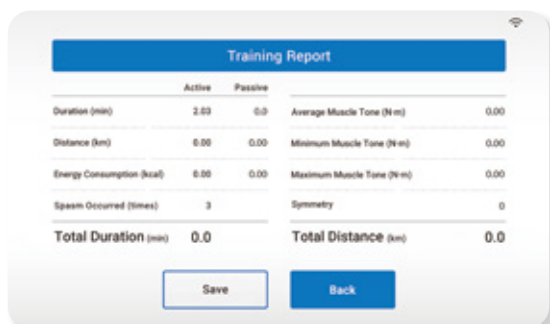 Training Report
Active Passive
Duration (min) 2.03 0.0
Distance (km) 0.00 0.00
Energy Consumption (kcal) 0.00 0.00
Spasm Occurred (times) 3
Total Duration (min) 0.0
Average Muscle Tone (N·m) 0.00
Minimum Muscle Tone (N·m) 0.00
Maximum Muscle Tone (N·m) 0.00
Symmetry 0
Total Distance (km) 0.0
Save Back